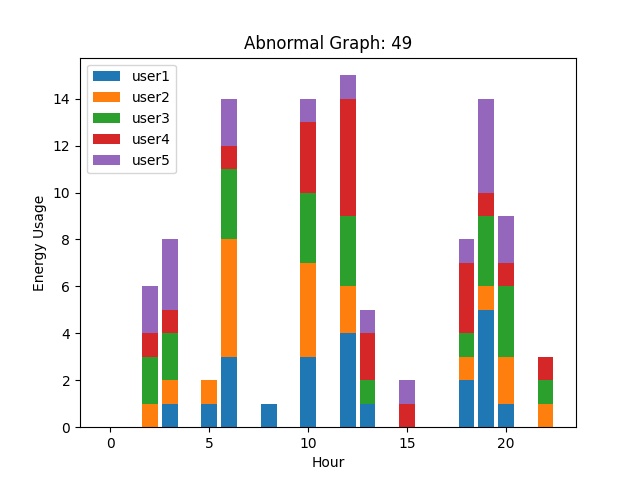 Abnormal Graph: 49
user1
user2
user3
user4
user5
Energy Usage
14
12
10
8
6
4
2
0
0 5 10 15 20
Hour